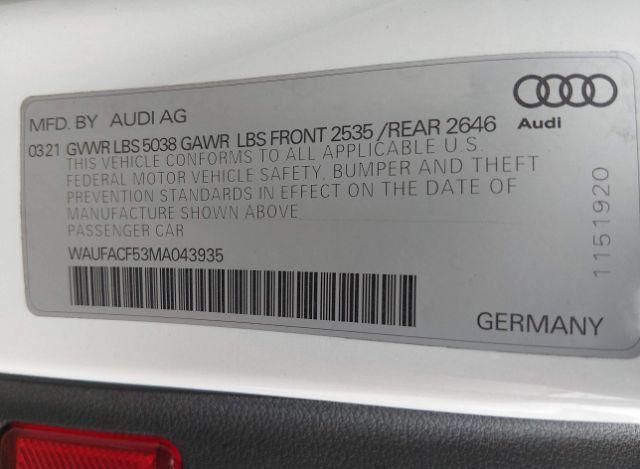 MFD. BY AUDI AG
Audi
0321 GVWR LBS 5038 GAWR LBS FRONT 2535 /REAR 2646
THIS VEHICLE CONFORMS TO ALL APPLICABLE U.S.
FEDERAL MOTOR VEHICLE SAFETY, BUMPER AND THEFT
PREVENTION STANDARDS IN EFFECT ON THE DATE OF
MANUFACTURE SHOWN ABOVE
PASSENGER CAR
WAUFACF53MA043935
GERMANY
1151920